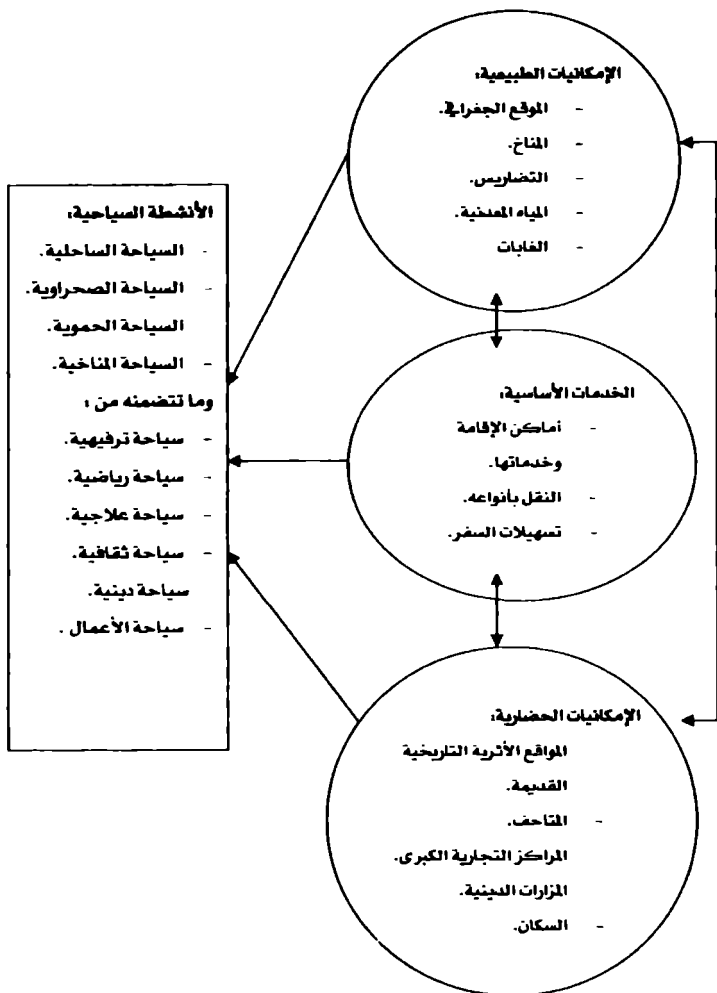 الإمكانيات الطبيعية:
- الموقع الجغرافي.
- المناخ.
- التضاريس.
- المياه المعدنية.
- الغابات
الخدمات الأساسية:
- أماكن الإقامة
وخدماتها.
- النقل بأنواعه.
- تسهيلات السفر.
الإمكانيات الحضارية:
المواقع الأثرية التاريخية
القديمة.
- المتاحف.
المراكز التجارية الكبرى.
المزارات الدينية.
- السكان.
الأنشطة السياحية:
- السياحة الساحلية.
- السياحة الصحراوية.
السياحة الحموية.
- السياحة المناخية.
وما تتضمنه من :
- سياحة ترفيهية.
- سياحة رياضية.
- سياحة علاجية.
- سياحة ثقافية.
سياحة دينية.
- سياحة الأعمال .